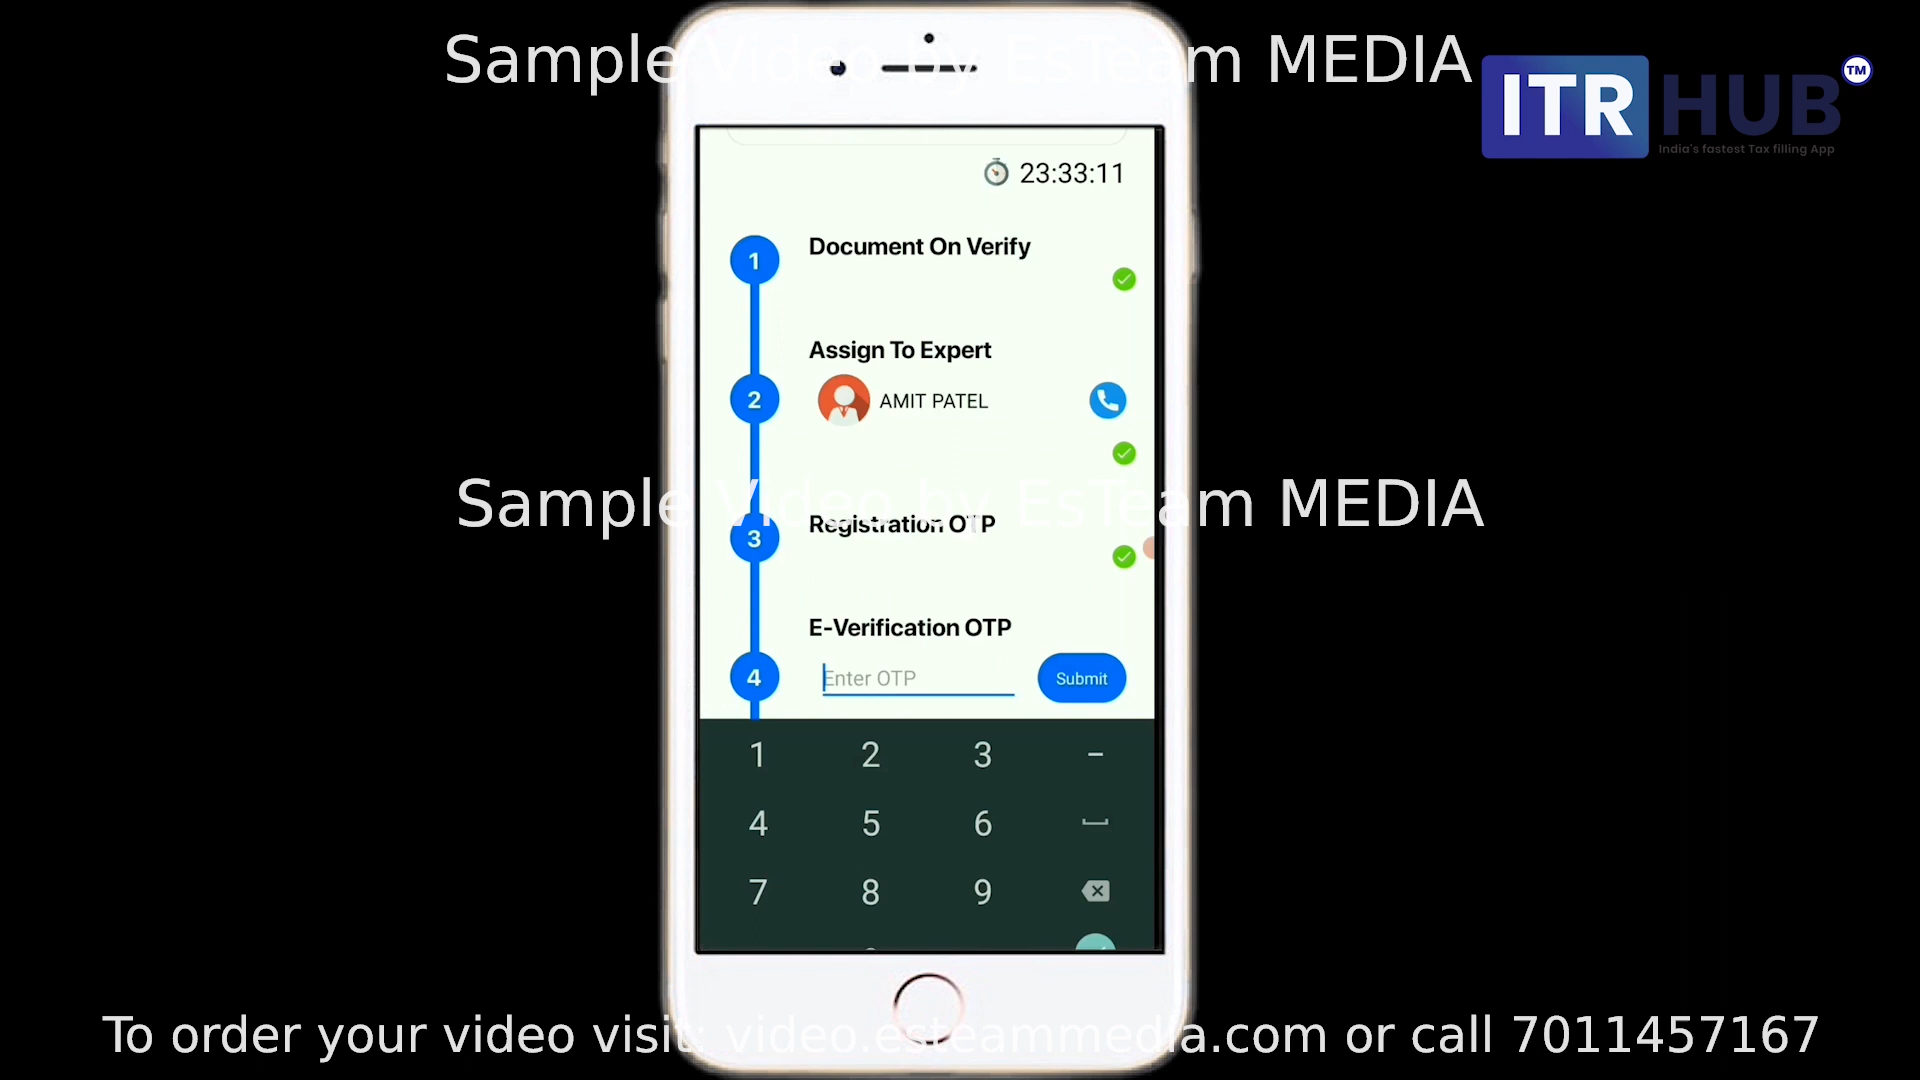 Sample Video by EsTeam MEDIA
ITR HUB TM
India's fastest Tax filling App
23:33:11
1 Document On Verify
Assign To Expert
2 AMIT PATEL
Sample Video by EsTeam MEDIA
3 Registration OTP
E-Verification OTP
4 Enter OTP Submit
1 2 3 -
4 5 6
7 8 9
To order your video visit: video.esteammedia.com or call 7011457167